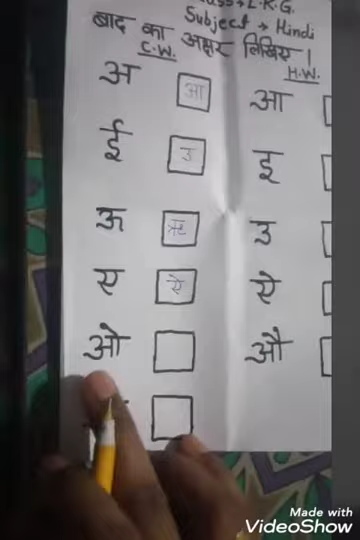 L.K.G.
Subject → Hindi
बाद का अक्षर लिखिए।
C.W. H.W.
अ आ आ
ई उ इ
ऊ ऋ उ
ए ऐ ऐ
ओ औ
Made with
VideoShow